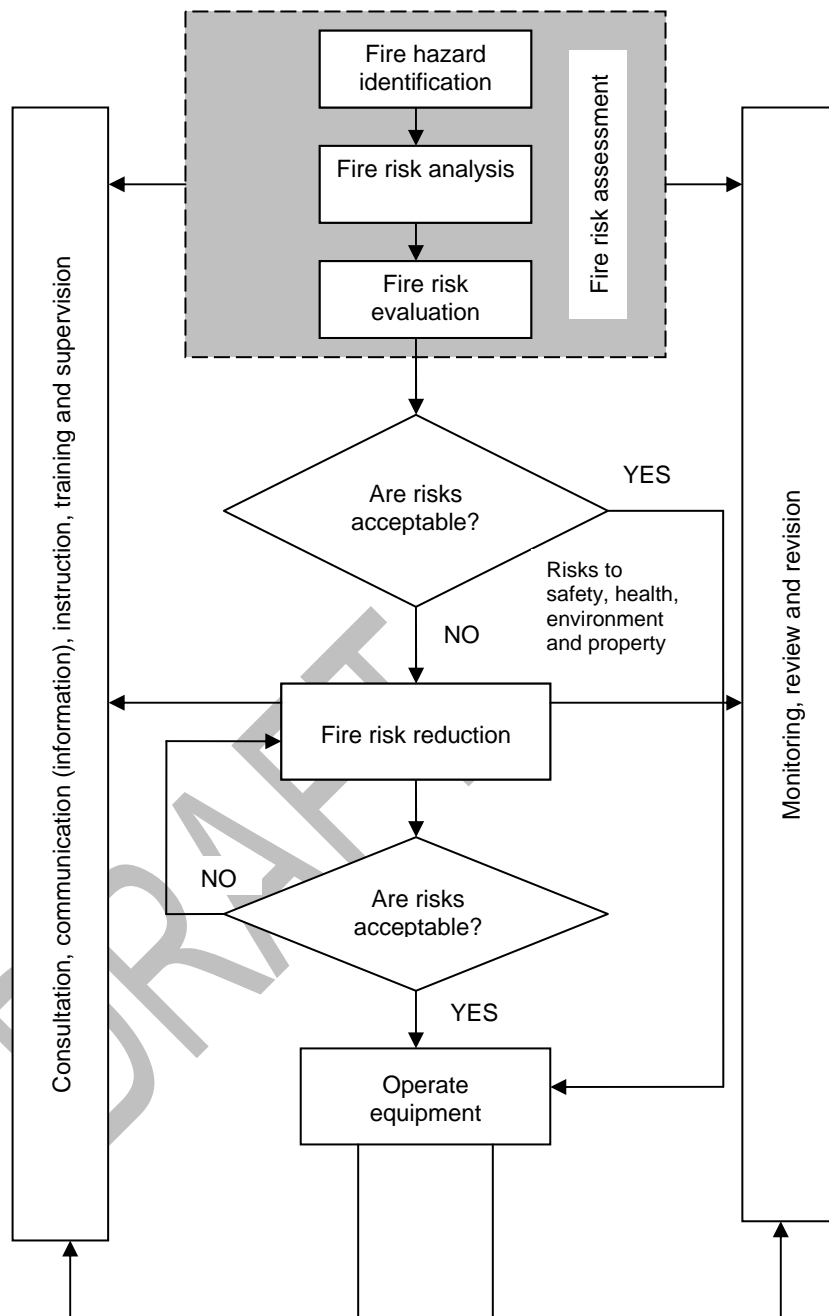 Fire hazard
identification
Fire risk analysis
Fire risk
evaluation
Fire risk assessment
Are risks
acceptable?
YES
Risks to
safety, health,
environment
and property
NO
Fire risk reduction
NO
Are risks
acceptable?
YES
Operate
equipment
Consultation, communication (information), instruction, training and supervision
Monitoring, review and revision
DRAFT